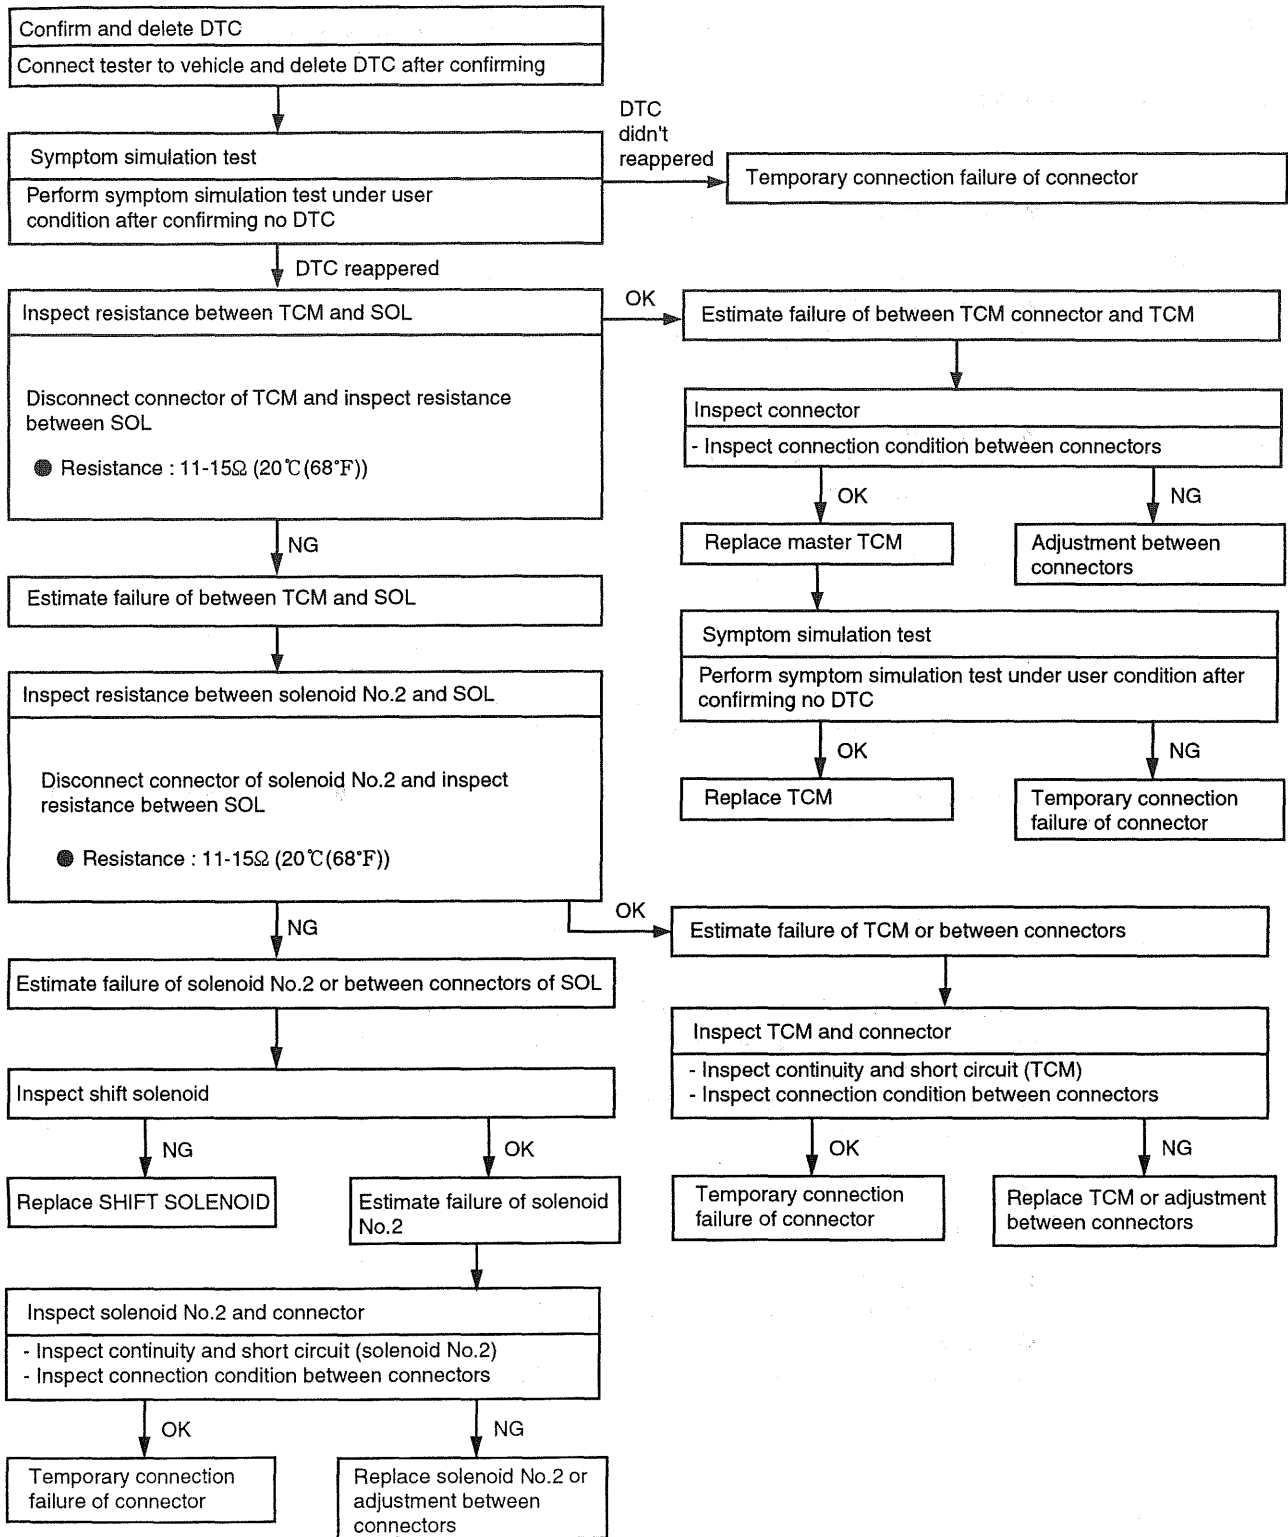 Confirm and delete DTC
Connect tester to vehicle and delete DTC after confirming
DTC
didn't
reappered
Symptom simulation test
Perform symptom simulation test under user
condition after confirming no DTC
Temporary connection failure of connector
DTC reappered
Inspect resistance between TCM and SOL
Disconnect connector of TCM and inspect resistance
between SOL
● Resistance : 11-15Ω (20℃(68°F))
OK
Estimate failure of between TCM connector and TCM
Inspect connector
- Inspect connection condition between connectors
OK
NG
Replace master TCM
Adjustment between
connectors
Symptom simulation test
Perform symptom simulation test under user condition after
confirming no DTC
OK
NG
Replace TCM
Temporary connection
failure of connector
NG
Estimate failure of between TCM and SOL
Inspect resistance between solenoid No.2 and SOL
Disconnect connector of solenoid No.2 and inspect
resistance between SOL
● Resistance : 11-15Ω (20℃(68°F))
OK
Estimate failure of TCM or between connectors
Inspect TCM and connector
- Inspect continuity and short circuit (TCM)
- Inspect connection condition between connectors
OK
NG
Temporary connection
failure of connector
Replace TCM or adjustment
between connectors
NG
Estimate failure of solenoid No.2 or between connectors of SOL
Inspect shift solenoid
NG
OK
Replace SHIFT SOLENOID
Estimate failure of solenoid
No.2
Inspect solenoid No.2 and connector
- Inspect continuity and short circuit (solenoid No.2)
- Inspect connection condition between connectors
OK
NG
Temporary connection
failure of connector
Replace solenoid No.2 or
adjustment between
connectors